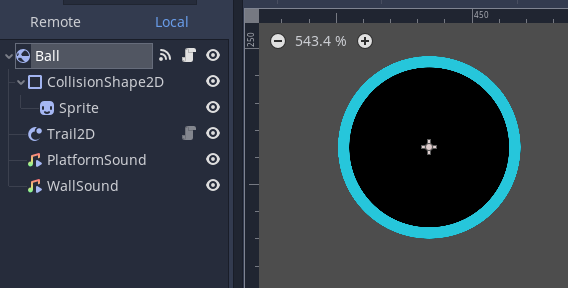 Remote Local
Ball
CollisionShape2D
Sprite
Trail2D
PlatformSound
WallSound
450
250
543.4 %